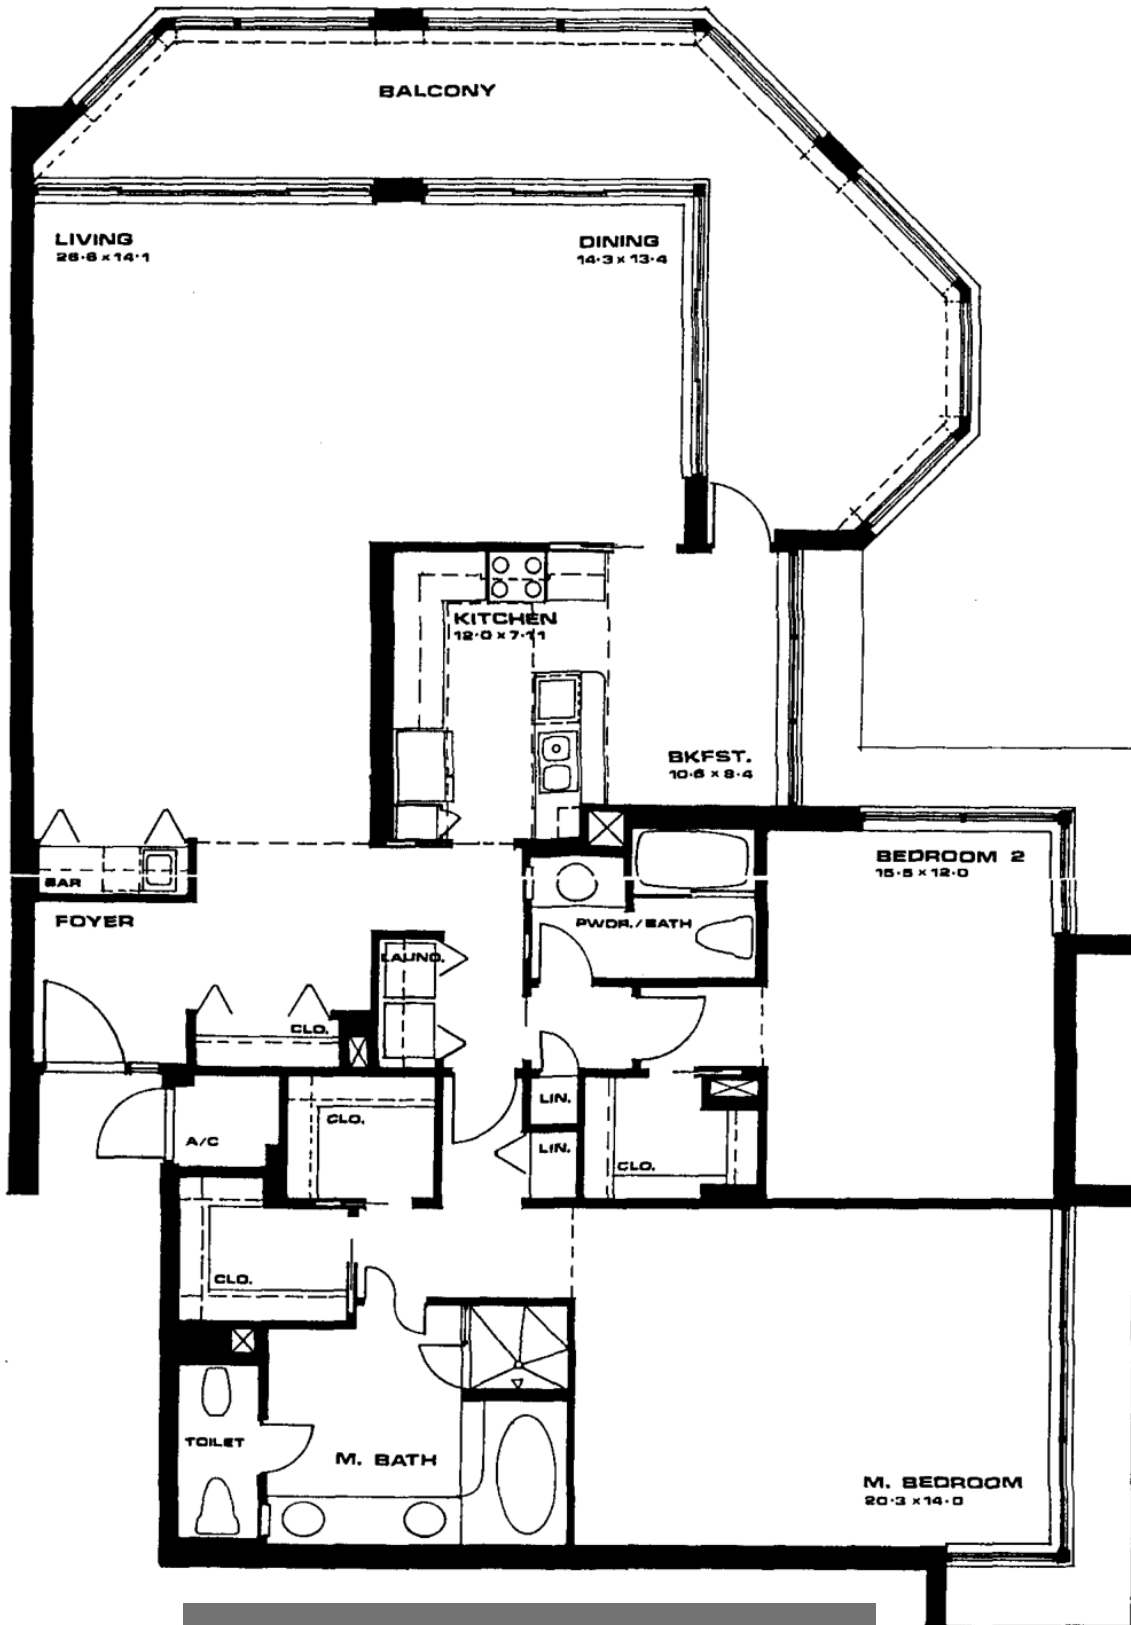 BALCONY
LIVING
26·6 × 14·1
DINING
14·3 × 13·4
KITCHEN
12·0 × 7·11
BKFST.
10·6 × 8·4
BAR
BEDROOM 2
15·5 × 12·0
FOYER
PWDR./BATH
LAUND.
CLO.
LIN.
CLO.
A/C
LIN.
CLO.
CLO.
TOILET
M. BATH
M. BEDROOM
20·3 × 14·0